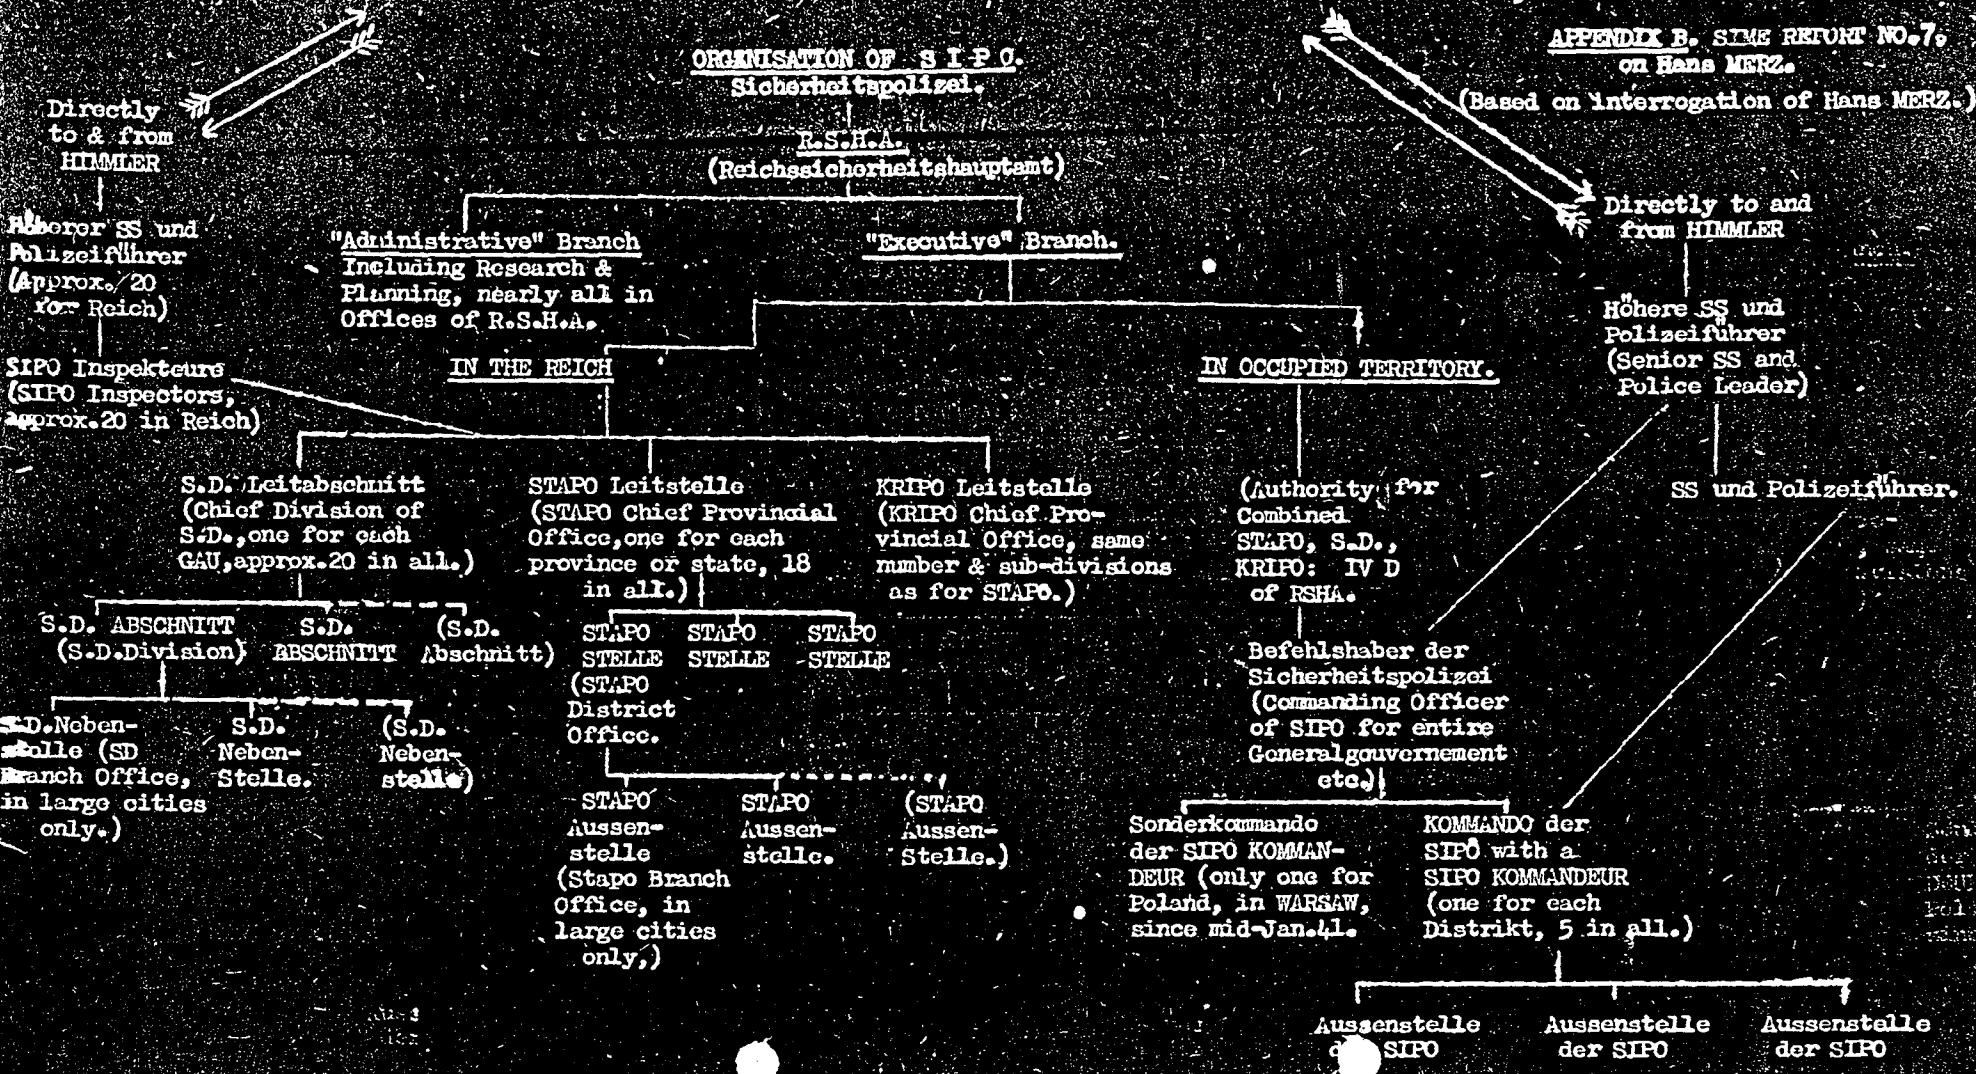 APPENDIX B. SIME REPORT NO.7,
on Hans MERZ.
(Based on interrogation of Hans MERZ.)
ORGANISATION OF S I P O.
Sicherheitspolizei.
R.S.H.A.
(Reichssicherheitshauptamt)
Directly
to & from
HIMMLER
Höherer SS und
Polizeiführer
(Approx. 20
for Reich)
SIPO Inspekteure
(SIPO Inspectors,
approx.20 in Reich)
"Administrative" Branch
Including Research &
Planning, nearly all in
Offices of R.S.H.A.
"Executive" Branch.
IN THE REICH
IN OCCUPIED TERRITORY.
Directly to and
from HIMMLER
Höhere SS und
Polizeiführer
(Senior SS and
Police Leader)
SS und Polizeiführer.
S.D. Leitabschnitt
(Chief Division of
S.D.,one for each
GAU,approx.20 in all.)
STAPO Leitstelle
(STAPO Chief Provincial
Office,one for each
province or state, 18
in all.)
KRIPO Leitstelle
(KRIPO Chief Pro-
vincial Office, same
number & sub-divisions
as for STAPO.)
(Authority for
Combined
STAPO, S.D.,
KRIPO: IV D
of RSHA.
S.D. ABSCHNITT
(S.D.Division)
S.D.
ABSCHNITT
(S.D.
Abschnitt)
STAPO
STELLE
(STAPO
District
Office.
STAPO
STELLE
STAPO
-STELLE
Befehlshaber der
Sicherheitspolizei
(Commanding Officer
of SIPO for entire
Generalgouvernement
etc.)
S.D.Neben-
stelle (SD
Branch Office,
in large cities
only.)
S.D.
Neben-
Stelle.
(S.D.
Neben-
stelle)
STAPO
Aussen-
stelle
(Stapo Branch
Office, in
large cities
only,)
STAPO
Aussen-
stelle.
(STAPO
Aussen-
Stelle.)
Sonderkommando
der SIPO KOMMAN-
DEUR (only one for
Poland, in WARSAW,
since mid-Jan.41.
KOMMANDO der
SIPO with a
SIPO KOMMANDEUR
(one for each
Distrikt, 5 in all.)
Aussenstelle
SIPO
Aussenstelle
der SIPO
Aussenstelle
der SIPO